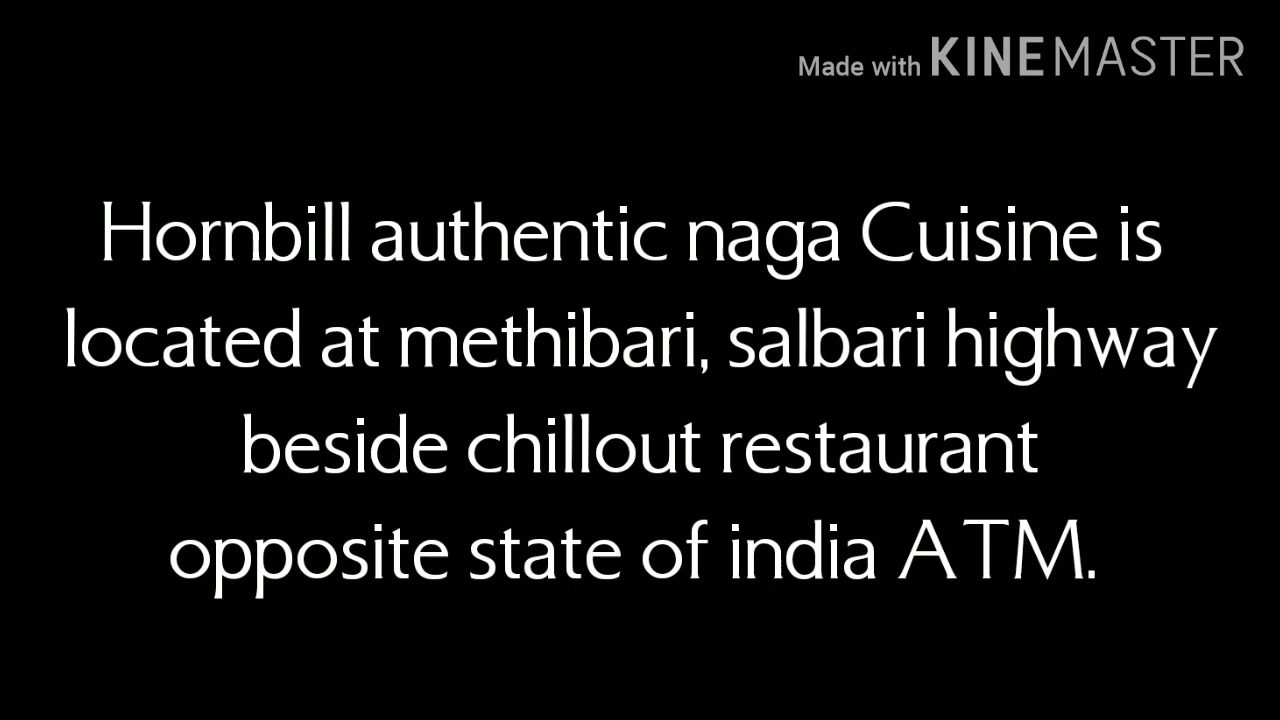 Made with KINEMASTER
Hornbill authentic naga Cuisine is
located at methibari, salbari highway
beside chillout restaurant
opposite state of india ATM.